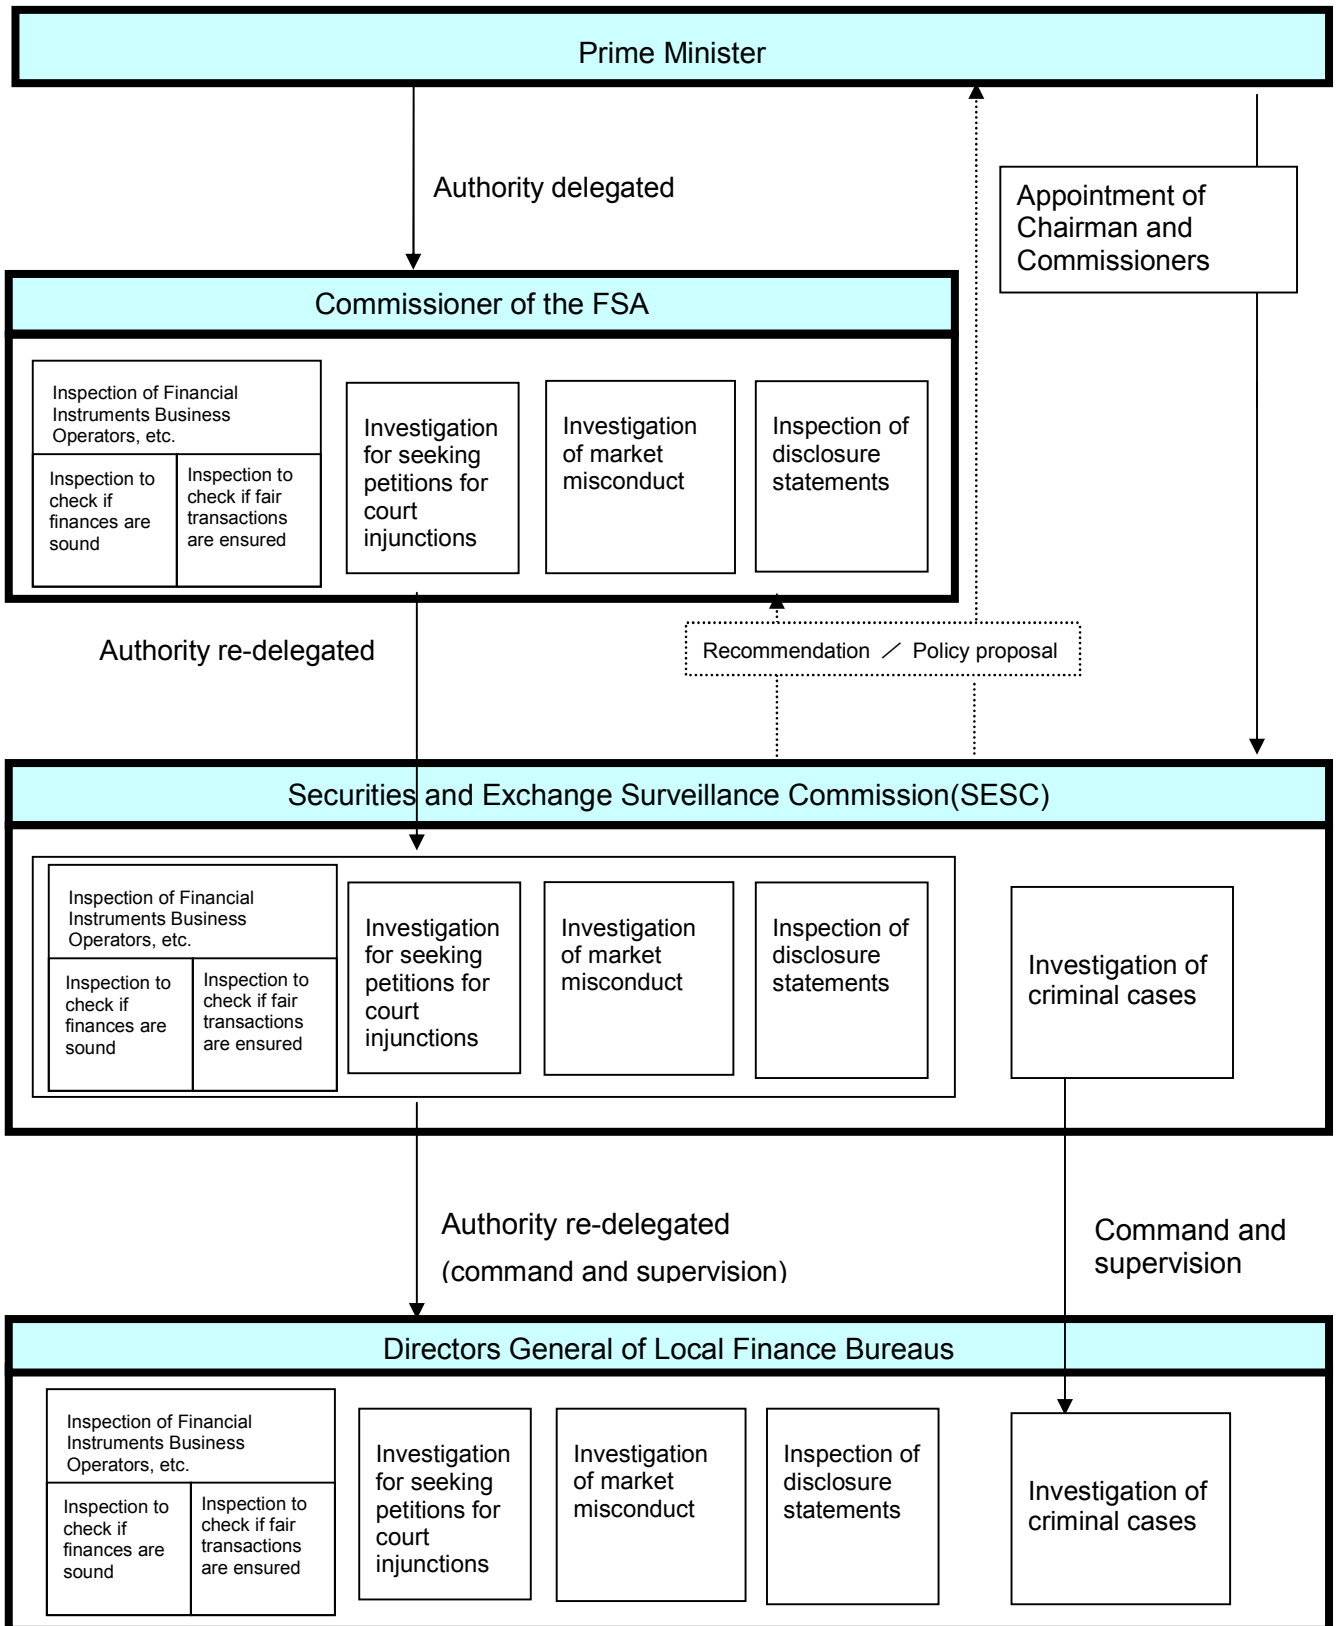 Prime Minister
Authority delegated
Appointment of
Chairman and
Commissioners
Commissioner of the FSA
Inspection of Financial
Instruments Business
Operators, etc.
Inspection to
check if
finances are
sound
Inspection to
check if fair
transactions
are ensured
Investigation
for seeking
petitions for
court
injunctions
Investigation
of market
misconduct
Inspection of
disclosure
statements
Authority re-delegated
Recommendation ／ Policy proposal
Securities and Exchange Surveillance Commission(SESC)
Inspection of Financial
Instruments Business
Operators, etc.
Inspection to
check if
finances are
sound
Inspection to
check if fair
transactions
are ensured
Investigation
for seeking
petitions for
court
injunctions
Investigation
of market
misconduct
Inspection of
disclosure
statements
Investigation of
criminal cases
Authority re-delegated
(command and supervision)
Command and
supervision
Directors General of Local Finance Bureaus
Inspection of Financial
Instruments Business
Operators, etc.
Inspection to
check if
finances are
sound
Inspection to
check if fair
transactions
are ensured
Investigation
for seeking
petitions for
court
injunctions
Investigation
of market
misconduct
Inspection of
disclosure
statements
Investigation of
criminal cases